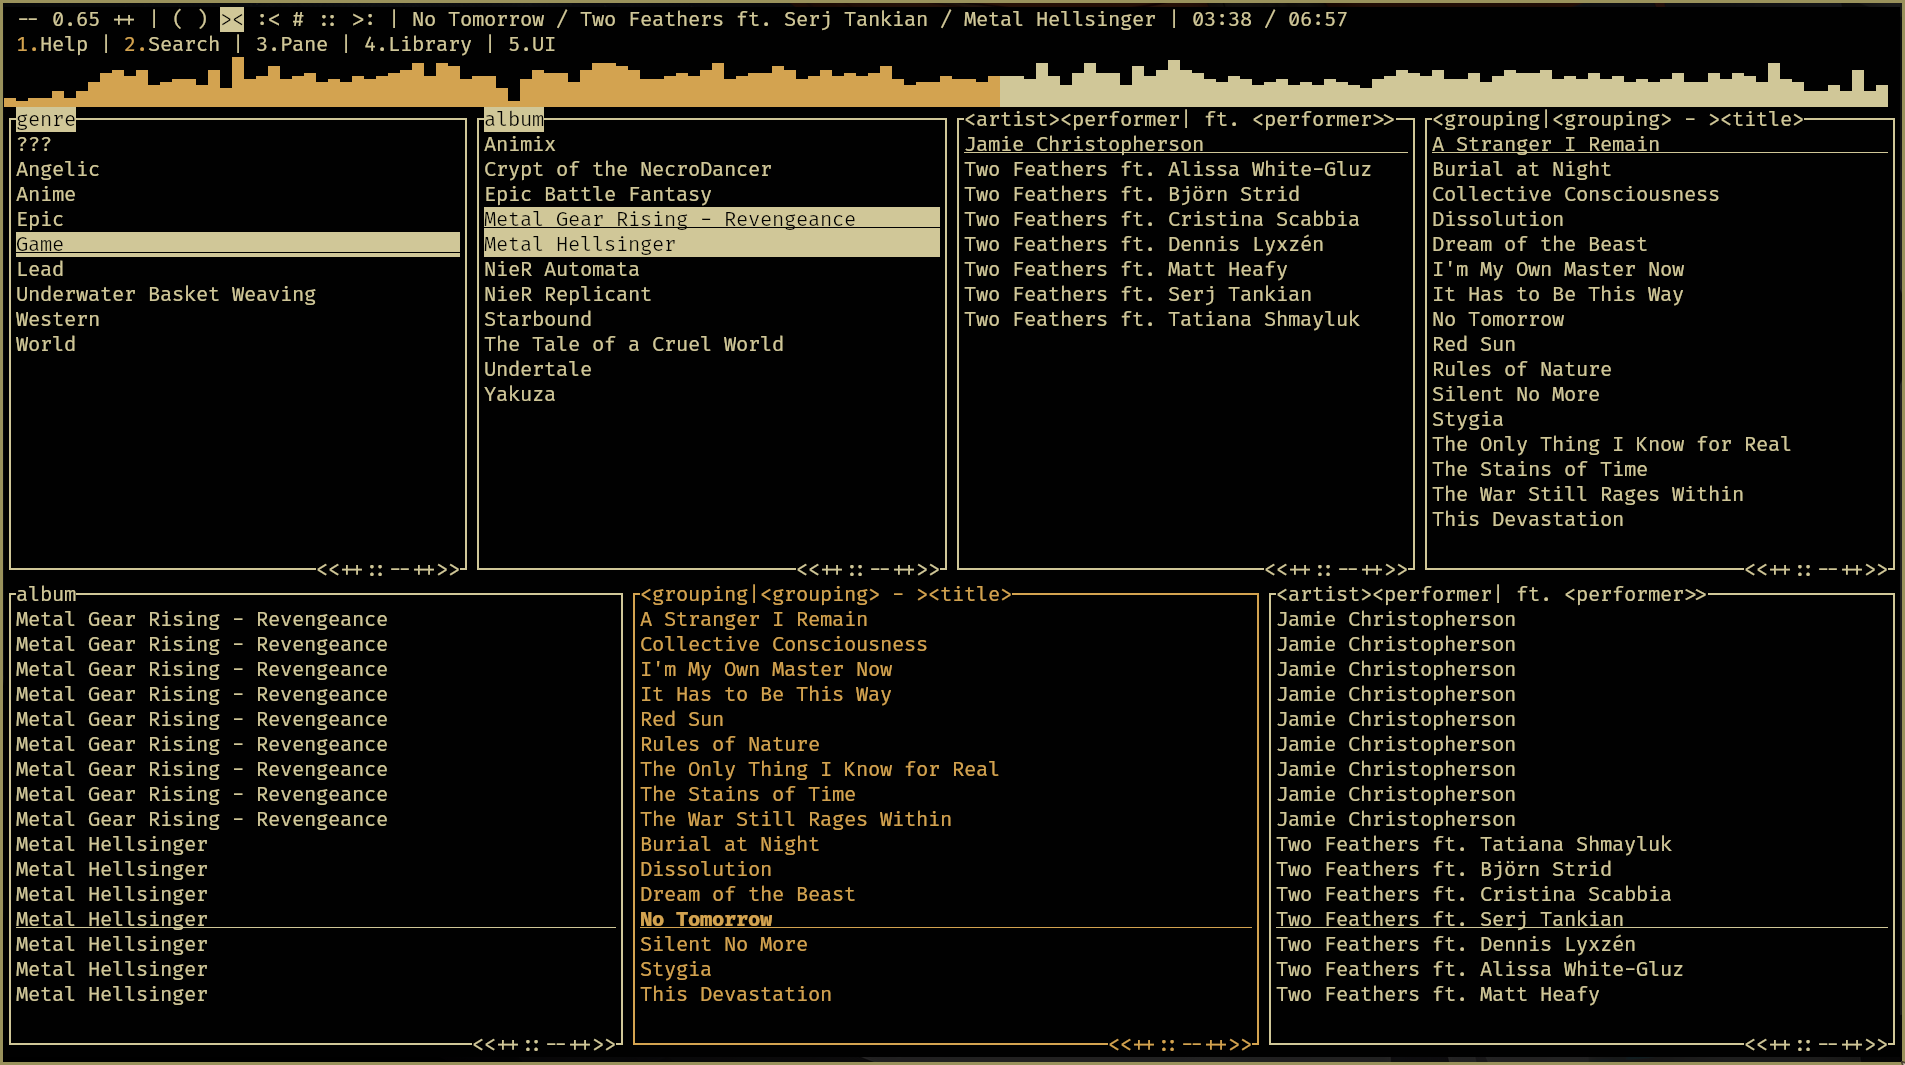 -- 0.65 ++ | ( ) >< :< # :: >: | No Tomorrow / Two Feathers ft. Serj Tankian / Metal Hellsinger | 03:38 / 06:57
1.Help | 2.Search | 3.Pane | 4.Library | 5.UI
genre
???
Angelic
Anime
Epic
Game
Lead
Underwater Basket Weaving
Western
World
<<++::--++>>
album
Animix
Crypt of the NecroDancer
Epic Battle Fantasy
Metal Gear Rising - Revengeance
Metal Hellsinger
NieR Automata
NieR Replicant
Starbound
The Tale of a Cruel World
Undertale
Yakuza
<<++::--++>>
<artist><performer| ft. <performer>>
Jamie Christopherson
Two Feathers ft. Alissa White-Gluz
Two Feathers ft. Björn Strid
Two Feathers ft. Cristina Scabbia
Two Feathers ft. Dennis Lyxzén
Two Feathers ft. Matt Heafy
Two Feathers ft. Serj Tankian
Two Feathers ft. Tatiana Shmayluk
<<++::--++>>
<grouping|<grouping> - ><title>
A Stranger I Remain
Burial at Night
Collective Consciousness
Dissolution
Dream of the Beast
I'm My Own Master Now
It Has to Be This Way
No Tomorrow
Red Sun
Rules of Nature
Silent No More
Stygia
The Only Thing I Know for Real
The Stains of Time
The War Still Rages Within
This Devastation
<<++::--++>>
album
Metal Gear Rising - Revengeance
Metal Gear Rising - Revengeance
Metal Gear Rising - Revengeance
Metal Gear Rising - Revengeance
Metal Gear Rising - Revengeance
Metal Gear Rising - Revengeance
Metal Gear Rising - Revengeance
Metal Gear Rising - Revengeance
Metal Gear Rising - Revengeance
Metal Hellsinger
Metal Hellsinger
Metal Hellsinger
Metal Hellsinger
Metal Hellsinger
Metal Hellsinger
Metal Hellsinger
<<++::--++>>
<grouping|<grouping> - ><title>
A Stranger I Remain
Collective Consciousness
I'm My Own Master Now
It Has to Be This Way
Red Sun
Rules of Nature
The Only Thing I Know for Real
The Stains of Time
The War Still Rages Within
Burial at Night
Dissolution
Dream of the Beast
No Tomorrow
Silent No More
Stygia
This Devastation
<<++::--++>>
<artist><performer| ft. <performer>>
Jamie Christopherson
Jamie Christopherson
Jamie Christopherson
Jamie Christopherson
Jamie Christopherson
Jamie Christopherson
Jamie Christopherson
Jamie Christopherson
Jamie Christopherson
Two Feathers ft. Tatiana Shmayluk
Two Feathers ft. Björn Strid
Two Feathers ft. Cristina Scabbia
Two Feathers ft. Serj Tankian
Two Feathers ft. Dennis Lyxzén
Two Feathers ft. Alissa White-Gluz
Two Feathers ft. Matt Heafy
<<++::--++>>